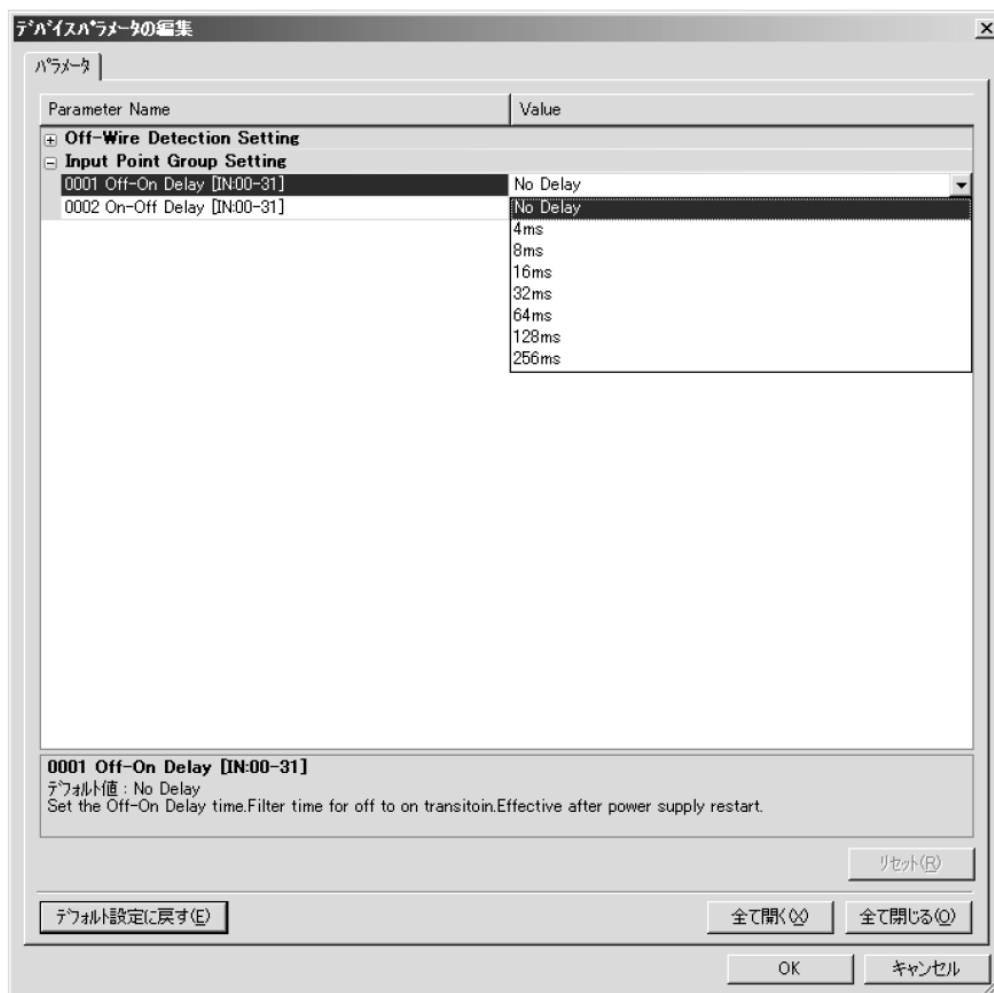 デバイスパラメータの編集
パラメータ
Parameter Name Value
Off-Wire Detection Setting
Input Point Group Setting
0001 Off-On Delay [IN:00-31] No Delay
0002 On-Off Delay [IN:00-31] No Delay
4ms
8ms
16ms
32ms
64ms
128ms
256ms
0001 Off-On Delay [IN:00-31]
デフォルト値 : No Delay
Set the Off-On Delay time.Filter time for off to on transitoin.Effective after power supply restart.
リセット(R)
デフォルト設定に戻す(E) 全て開く(X) 全て閉じる(O)
OK キャンセル